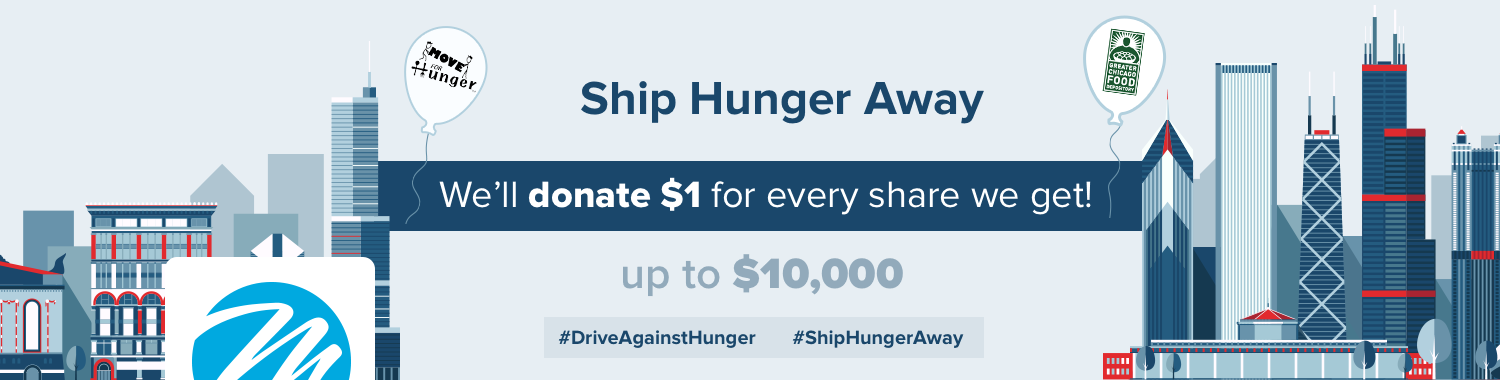 MOVE
FOR
Hunger
GREATER
CHICAGO
FOOD
DEPOSITORY
Ship Hunger Away
We'll donate $1 for every share we get!
up to $10,000
#DriveAgainstHunger #ShipHungerAway